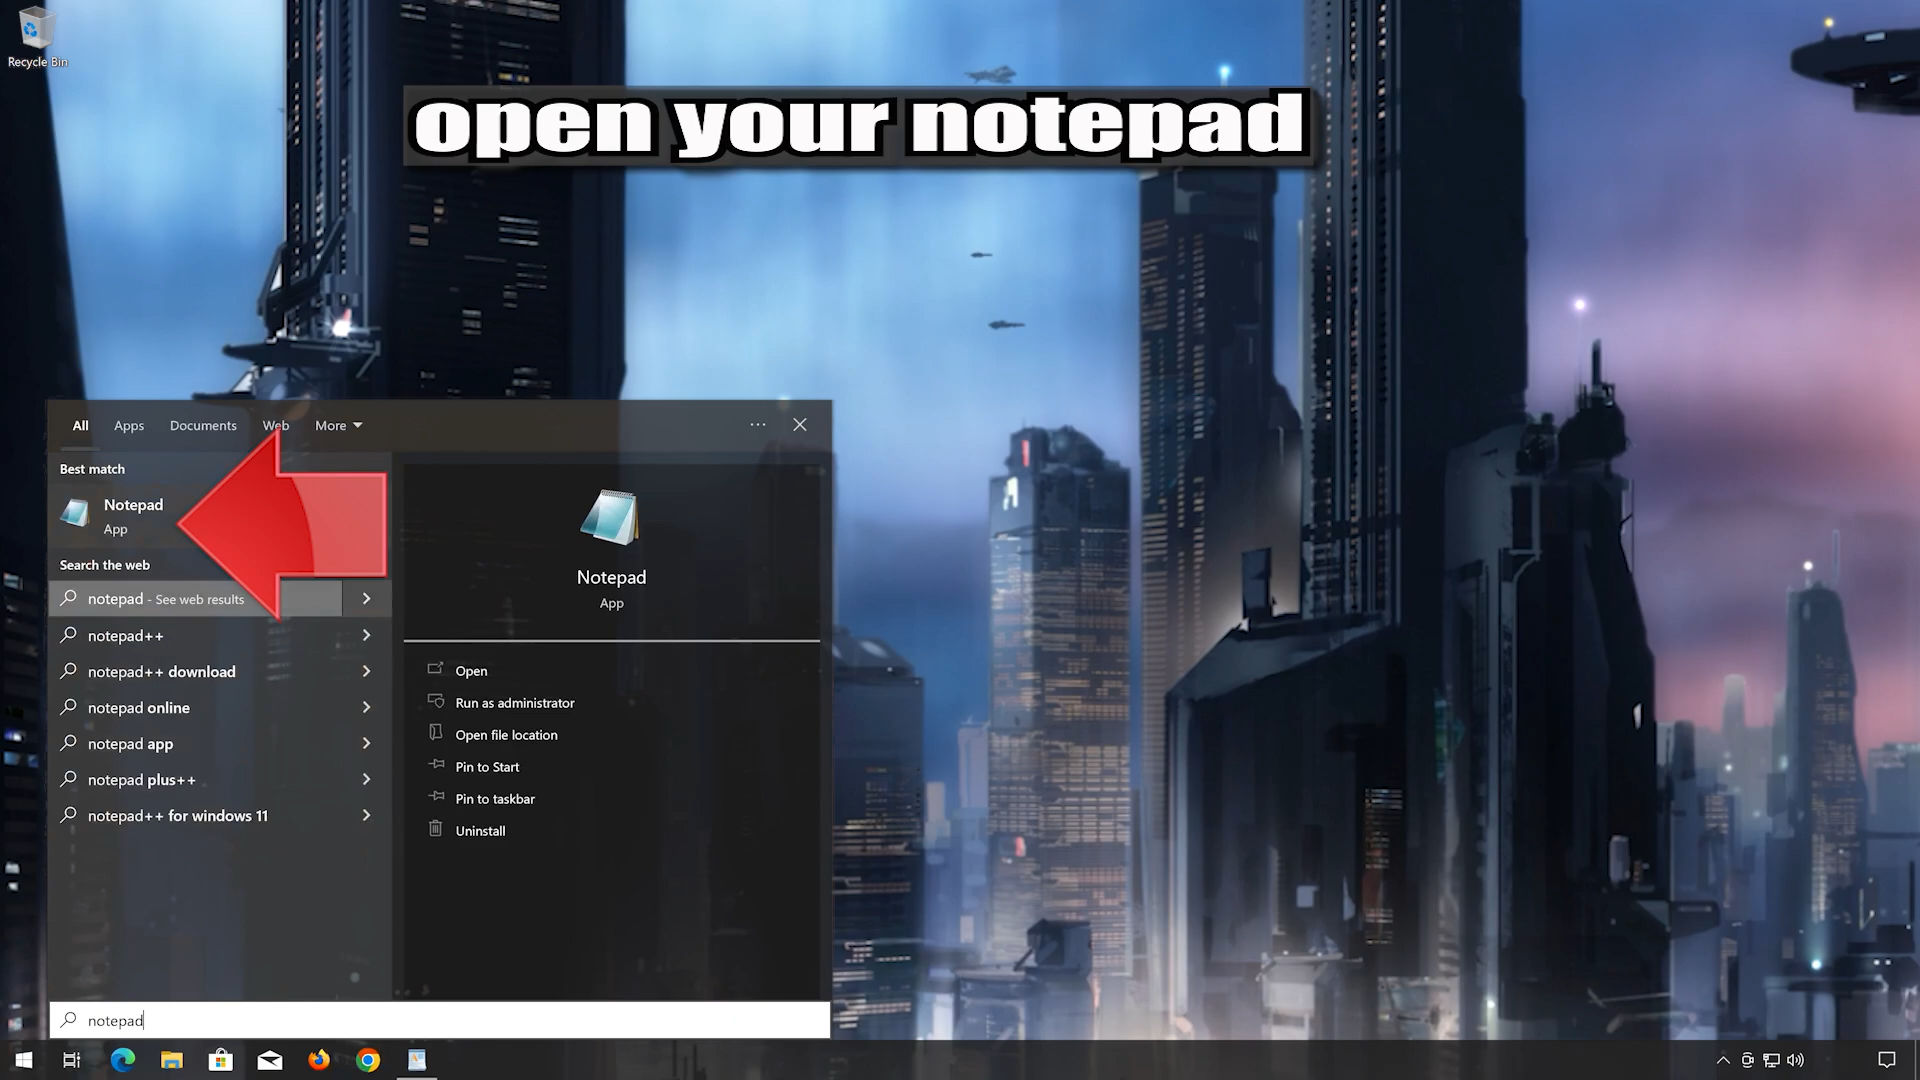 Recycle Bin
open your notepad
All Apps Documents Web More
Best match
Notepad
App
Search the web
notepad - See web results
notepad++
notepad++ download
notepad online
notepad app
notepad plus++
notepad++ for windows 11
Notepad
App
Open
Run as administrator
Open file location
Pin to Start
Pin to taskbar
Uninstall
notepad